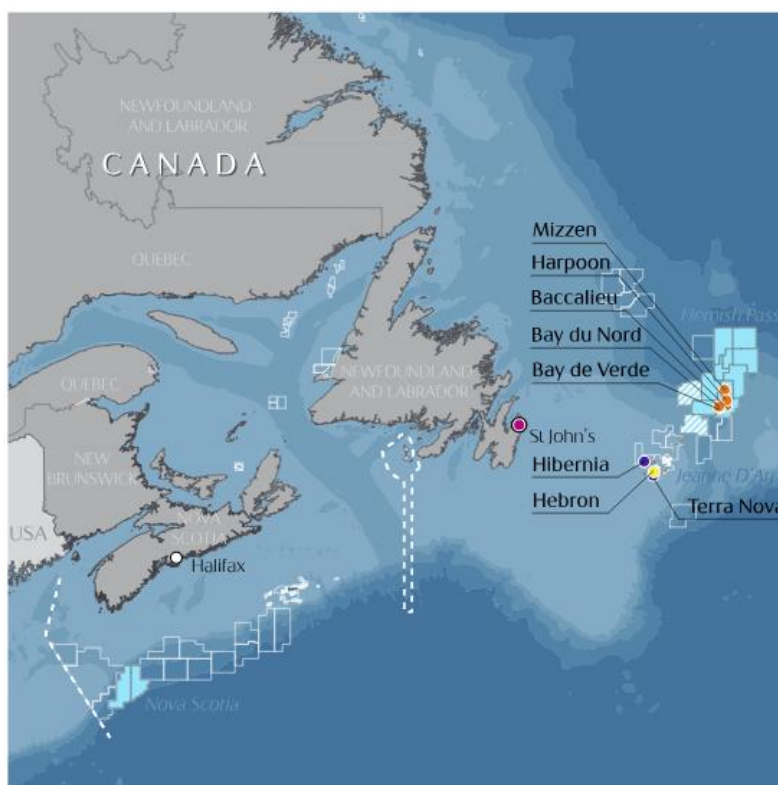 NEWFOUNDLAND
AND LABRADOR
CANADA
QUEBEC
Mizzen
Harpoon
Baccalieu
Bay du Nord
Bay de Verde
Flemish Pass
NEWFOUNDLAND
AND LABRADOR
QUEBEC
St John's
NEW
BRUNSWICK
Hibernia
Jeanne D'Ar
Hebron
Terra Nova
NOVA
SCOTIA
USA
Halifax
Nova Scotia